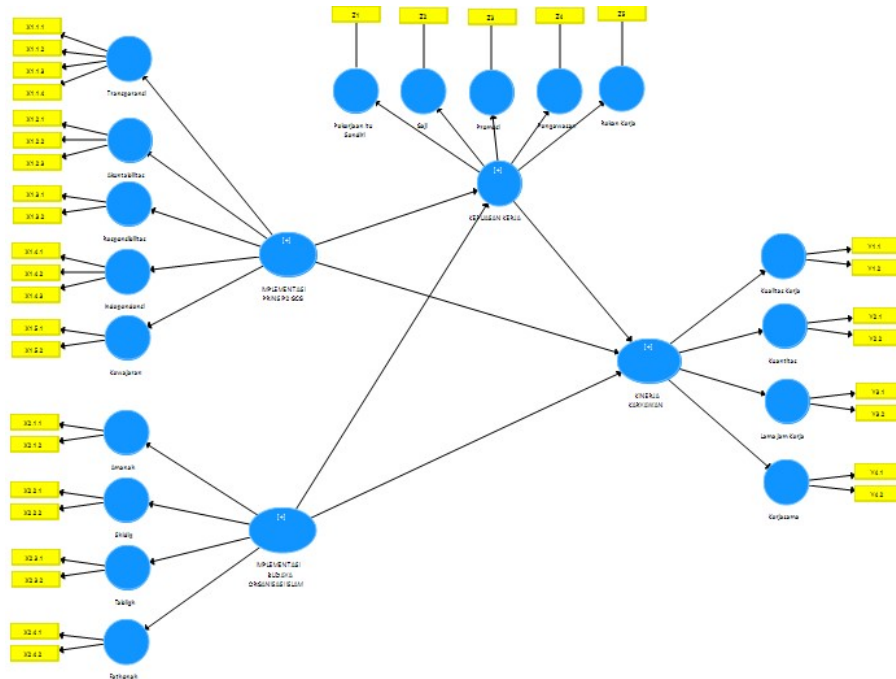 Z1
Z2
Z3
Z4
Z5
X1.1.1
X1.1.2
X1.1.3
X1.1.4
Transparansi
Pekerjaan Itu
Sendiri
Gaji
Promosi
Pengawasan
Rekan Kerja
X1.2.1
X1.2.2
X1.2.3
Akuntabilitas
[+]
KEPUASAN KERJA
X1.3.1
X1.3.2
Responsibilitas
[+]
IMPLEMENTASI
PRINSIP GCG
X1.4.1
X1.4.2
X1.4.3
Independensi
X1.5.1
X1.5.2
Kewajaran
Y1.1
Y1.2
Kualitas Kerja
Y2.1
Y2.2
Kuantitas
[+]
KINERJA
KARYAWAN
Y3.1
Y3.2
Lama Jam Kerja
Y4.1
Y4.2
Kerjasama
X2.1.1
X2.1.2
Amanah
X2.2.1
X2.2.2
Shidiq
[+]
IMPLEMENTASI
BUDAYA
ORGANISASI ISLAM
X2.3.1
X2.3.2
Tabligh
X2.4.1
X2.4.2
Fathanah